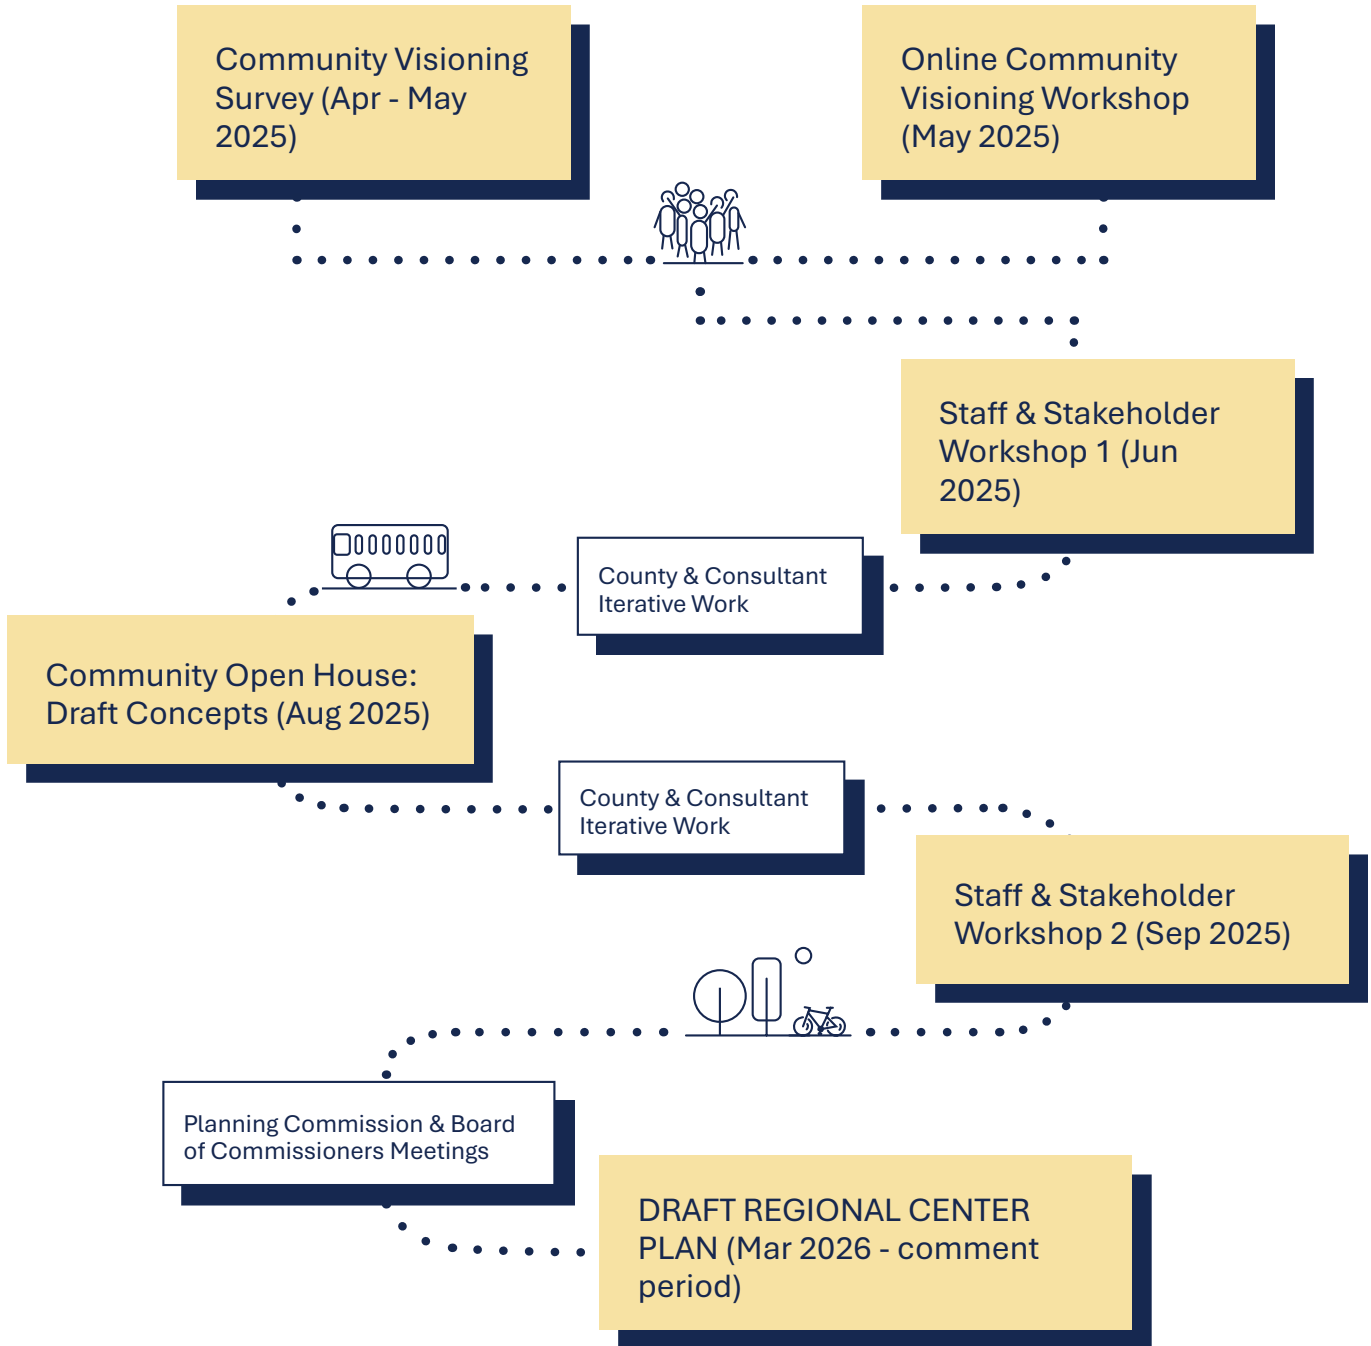 Community Visioning
Survey (Apr - May
2025)
Online Community
Visioning Workshop
(May 2025)
Staff & Stakeholder
Workshop 1 (Jun
2025)
County & Consultant
Iterative Work
Community Open House:
Draft Concepts (Aug 2025)
County & Consultant
Iterative Work
Staff & Stakeholder
Workshop 2 (Sep 2025)
Planning Commission & Board
of Commissioners Meetings
DRAFT REGIONAL CENTER
PLAN (Mar 2026 - comment
period)